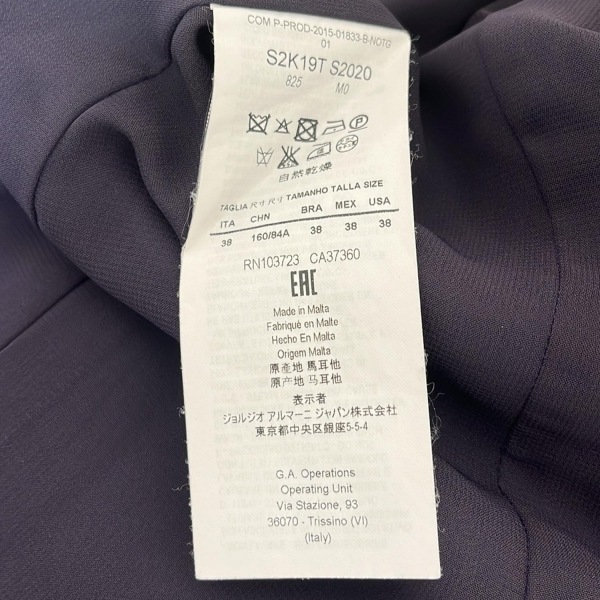 COM P-PROD-2015-01833-B-NOTG
01
S2K19T S2020
825 M0
自然乾燥
TAGLIA 尺寸 尺寸 TAMANHO TALLA SIZE
ITA CHN BRA MEX USA
38 160/84A 38 38 38
RN103723 CA37360
EAC
Made in Malta
Fabriqué en Malte
Hecho En Malta
Origem Malta
原產地 馬耳他
原产地 马耳他
表示者
ジョルジオ アルマーニ ジャパン株式会社
東京都中央区銀座5-5-4
G.A. Operations
Operating Unit
Via Stazione, 93
36070 - Trissino (VI)
(Italy)